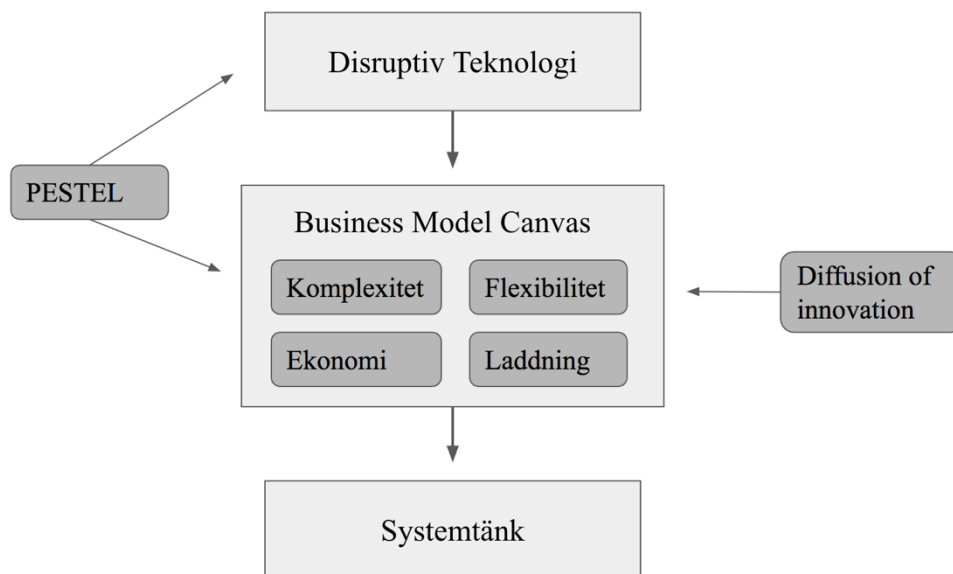 Disruptiv Teknologi
PESTEL
Business Model Canvas
Komplexitet
Flexibilitet
Ekonomi
Laddning
Diffusion of
innovation
Systemtänk